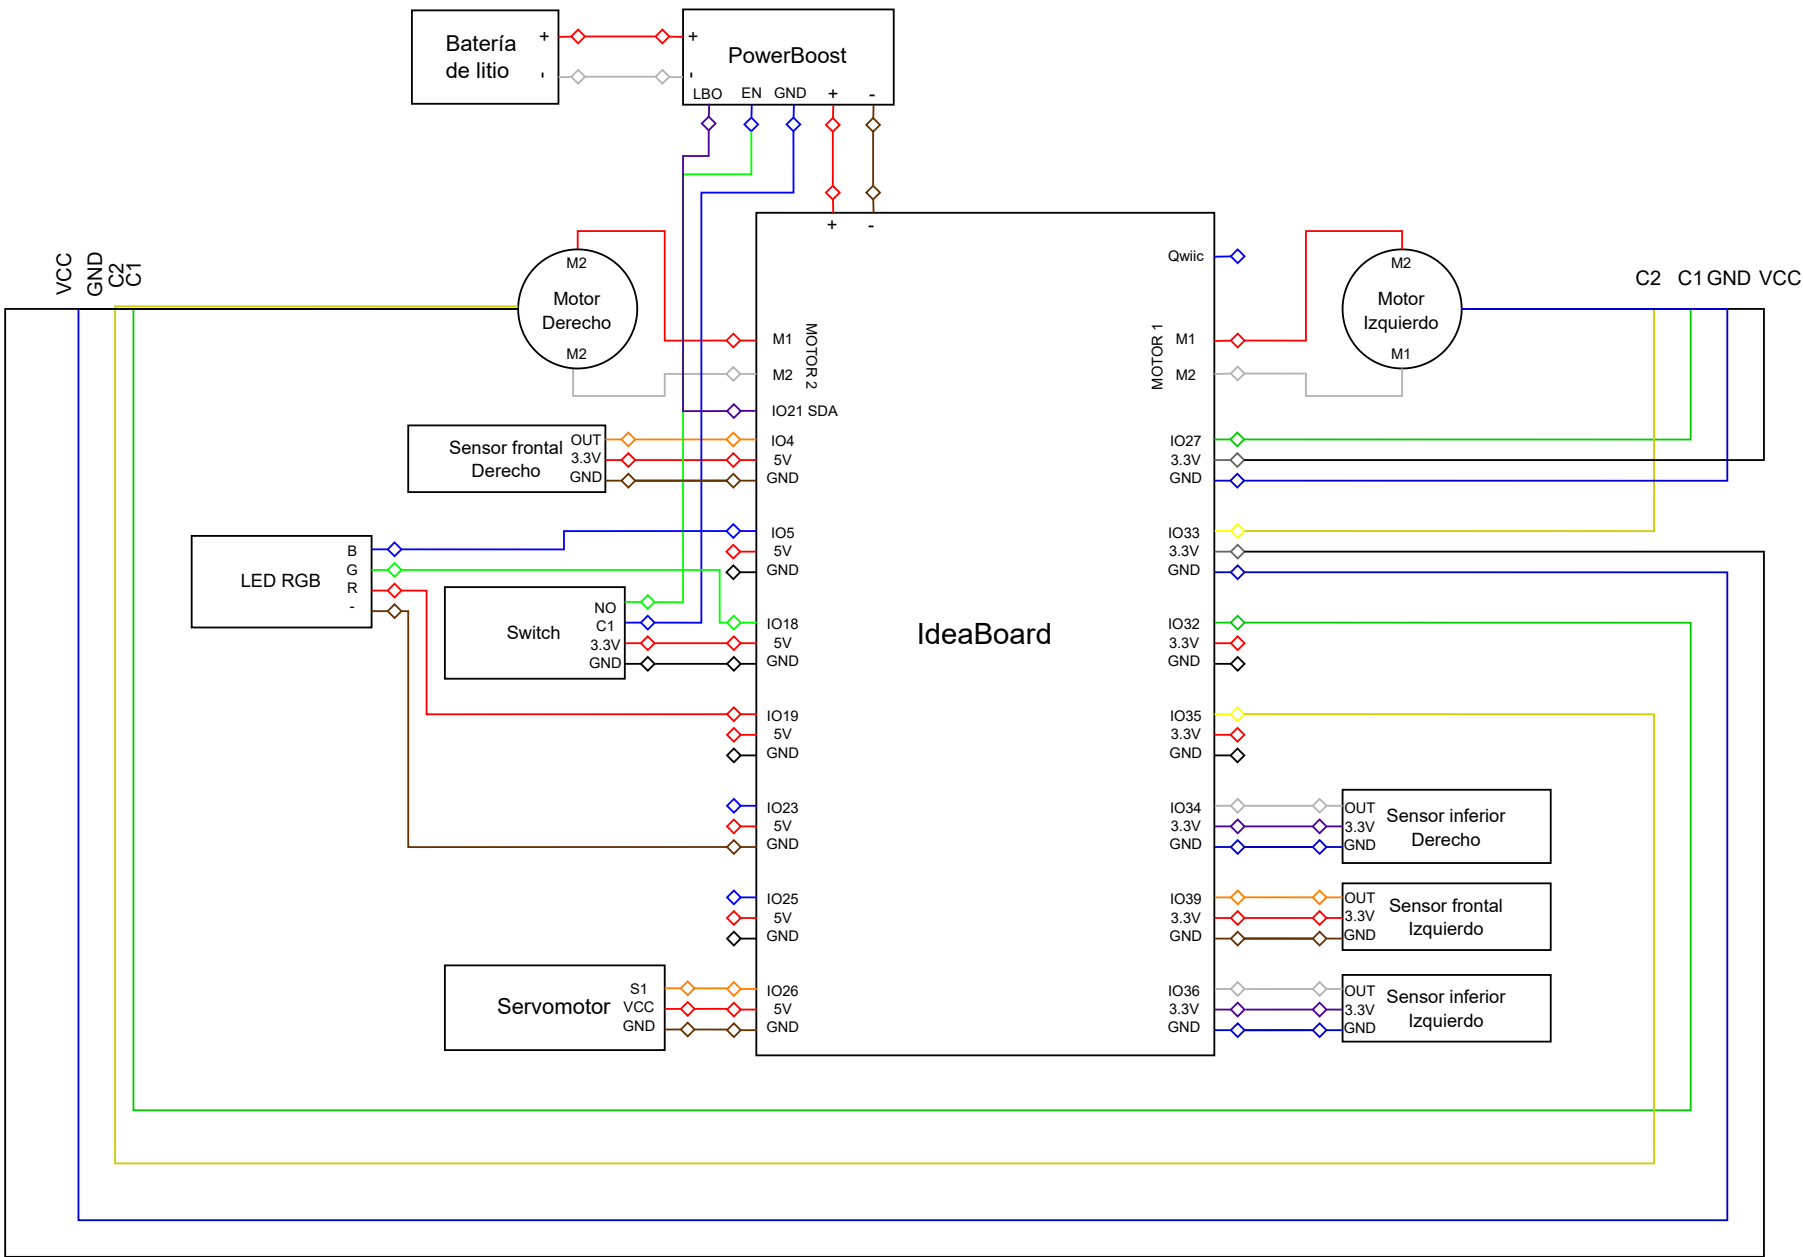 Batería
de litio
+
-
+
-
PowerBoost
LBO EN GND + -
+ -
VCC
GND
C2
C1
M2
Motor
Derecho
M2
M2
Motor
Izquierdo
M1
C2 C1 GND VCC
IdeaBoard
MOTOR 2
M1
M2
IO21 SDA
IO4
5V
GND
IO5
5V
GND
IO18
5V
GND
IO19
5V
GND
IO23
5V
GND
IO25
5V
GND
IO26
5V
GND
Qwiic
MOTOR 1
M1
M2
IO27
3.3V
GND
IO33
3.3V
GND
IO32
3.3V
GND
IO35
3.3V
GND
IO34
3.3V
GND
IO39
3.3V
GND
IO36
3.3V
GND
Sensor frontal
Derecho
OUT
3.3V
GND
LED RGB
B
G
R
-
Switch
NO
C1
3.3V
GND
Servomotor
S1
VCC
GND
OUT
3.3V
GND
Sensor inferior
Derecho
OUT
3.3V
GND
Sensor frontal
Izquierdo
OUT
3.3V
GND
Sensor inferior
Izquierdo